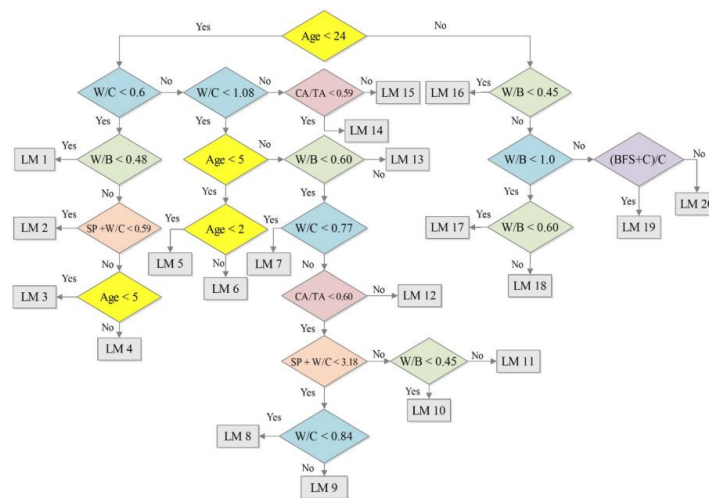 Yes
Age < 24
No
W/C < 0.6
No
W/C < 1.08
No
CA/TA < 0.59
No
LM 15
LM 16
Yes
W/B < 0.45
Yes
Yes
Yes
LM 14
No
LM 1
Yes
W/B < 0.48
Age < 5
No
W/B < 0.60
No
LM 13
W/B < 1.0
No
(BFS+C)/C
No
LM 20
No
Yes
Yes
Yes
Yes
LM 19
LM 2
Yes
SP +W/C < 0.59
Yes
Age < 2
Yes
W/C < 0.77
LM 17
Yes
W/B < 0.60
LM 5
No
LM 6
LM 7
No
No
LM 18
No
LM 3
Yes
Age < 5
CA/TA < 0.60
No
LM 12
No
LM 4
Yes
SP + W/C < 3.18
No
W/B < 0.45
No
LM 11
Yes
Yes
LM 10
LM 8
Yes
W/C < 0.84
No
LM 9